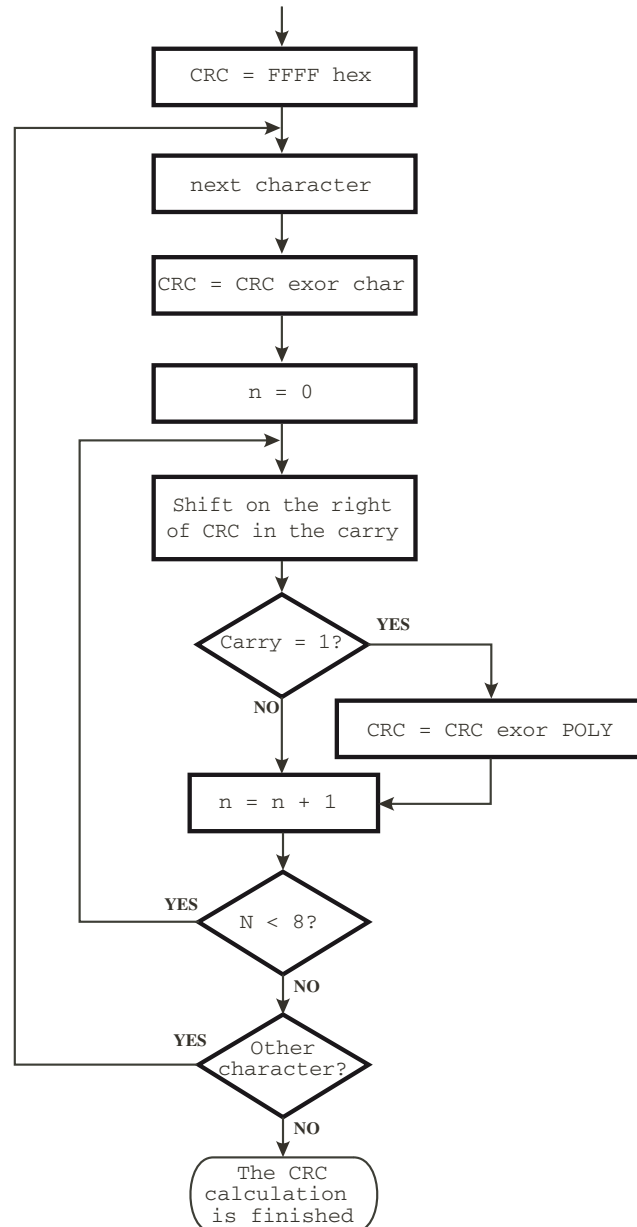 CRC = FFFF hex
next character
CRC = CRC exor char
n = 0
Shift on the right
of CRC in the carry
Carry = 1?
YES
NO
CRC = CRC exor POLY
n = n + 1
YES
N < 8?
NO
YES
Other
character?
NO
The CRC
calculation
is finished